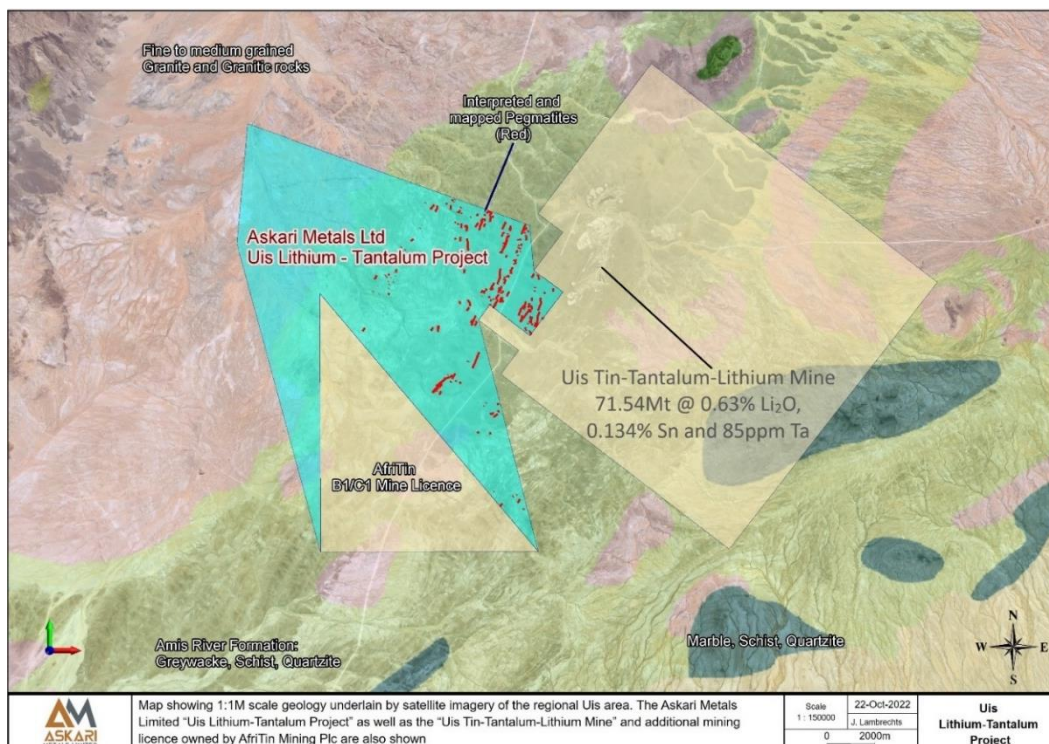 Fine to medium grained
Granite and Granitic rocks
Interpreted and
mapped Pegmatites
(Red)
Askari Metals Ltd
Uis Lithium - Tantalum Project
Uis Tin-Tantalum-Lithium Mine
71.54Mt @ 0.63% Li₂O,
0.134% Sn and 85ppm Ta
AfriTin
B1/C1 Mine Licence
Amis River Formation:
Greywacke, Schist, Quartzite
Marble, Schist, Quartzite
N
W E
S
AM
ASKARI
Map showing 1:1M scale geology underlain by satellite imagery of the regional Uis area. The Askari Metals
Limited “Uis Lithium-Tantalum Project” as well as the “Uis Tin-Tantalum-Lithium Mine” and additional mining
licence owned by AfriTin Mining Plc are also shown
Scale
1 : 150000
22-Oct-2022
J. Lambrechts
0 2000m
Uis
Lithium-Tantalum
Project